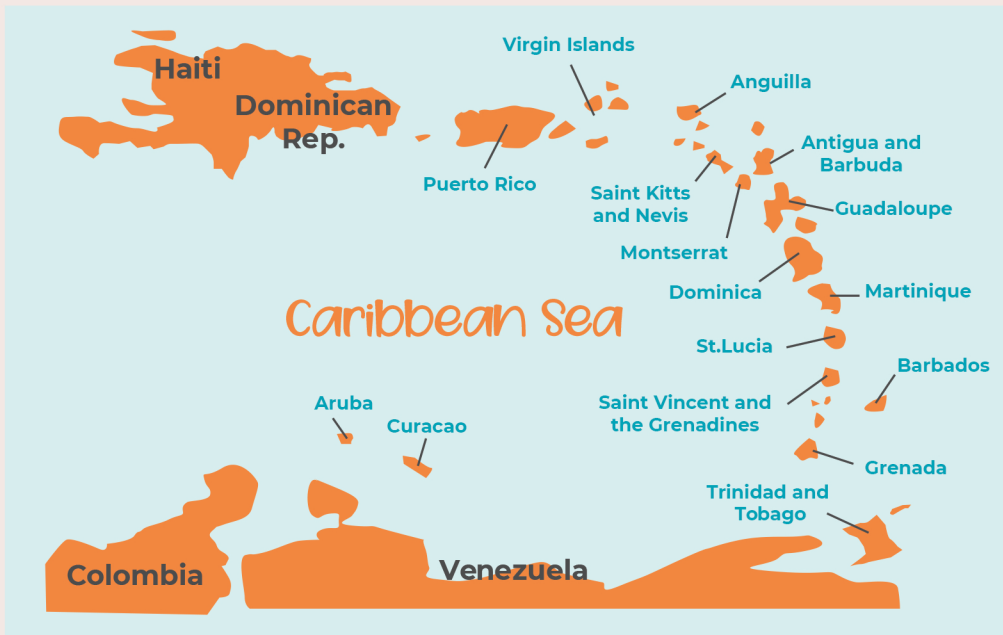 Virgin Islands
Haiti
Anguilla
Dominican
Rep.
Antigua and
Barbuda
Puerto Rico
Saint Kitts
and Nevis
Guadaloupe
Montserrat
Dominica
Martinique
Caribbean Sea
St.Lucia
Barbados
Aruba
Saint Vincent and
the Grenadines
Curacao
Grenada
Trinidad and
Tobago
Venezuela
Colombia